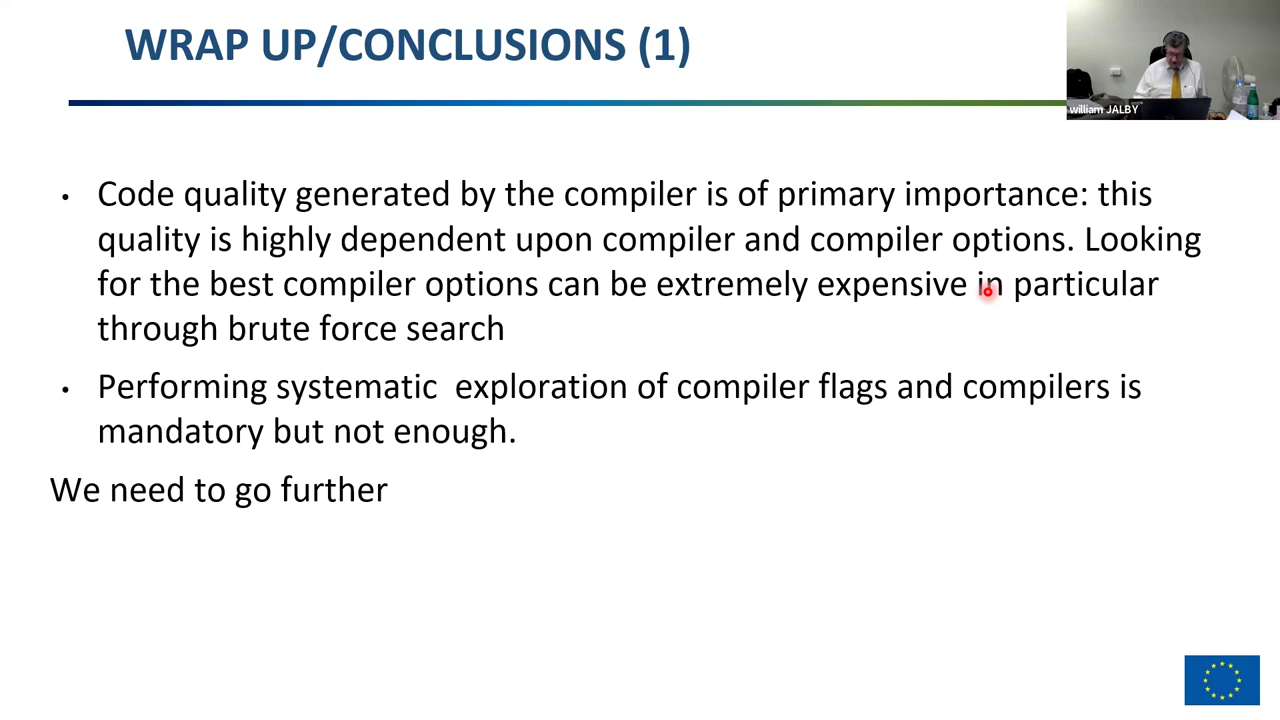 WRAP UP/CONCLUSIONS (1)
william JALBY
• Code quality generated by the compiler is of primary importance: this
quality is highly dependent upon compiler and compiler options. Looking
for the best compiler options can be extremely expensive in particular
through brute force search
• Performing systematic  exploration of compiler flags and compilers is
mandatory but not enough.
We need to go further